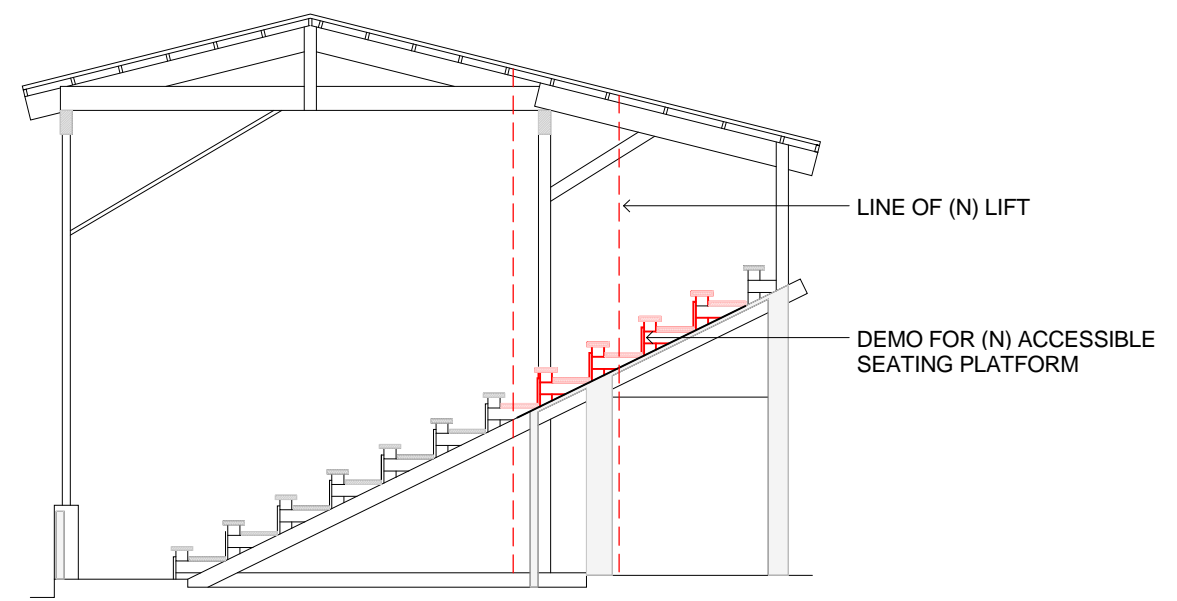 LINE OF (N) LIFT
DEMO FOR (N) ACCESSIBLE
SEATING PLATFORM